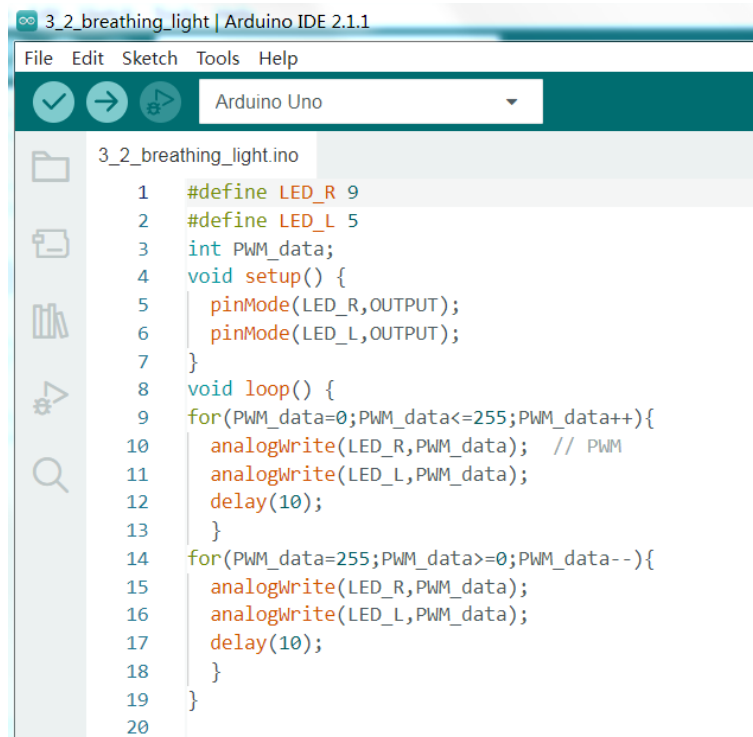 3_2_breathing_light | Arduino IDE 2.1.1
File Edit Sketch Tools Help
Arduino Uno
3_2_breathing_light.ino
1 #define LED_R 9
2 #define LED_L 5
3 int PWM_data;
4 void setup() {
5   pinMode(LED_R,OUTPUT);
6   pinMode(LED_L,OUTPUT);
7 }
8 void loop() {
9 for(PWM_data=0;PWM_data<=255;PWM_data++){
10   analogWrite(LED_R,PWM_data);  // PWM
11   analogWrite(LED_L,PWM_data);
12   delay(10);
13   }
14 for(PWM_data=255;PWM_data>=0;PWM_data--){
15   analogWrite(LED_R,PWM_data);
16   analogWrite(LED_L,PWM_data);
17   delay(10);
18   }
19 }
20